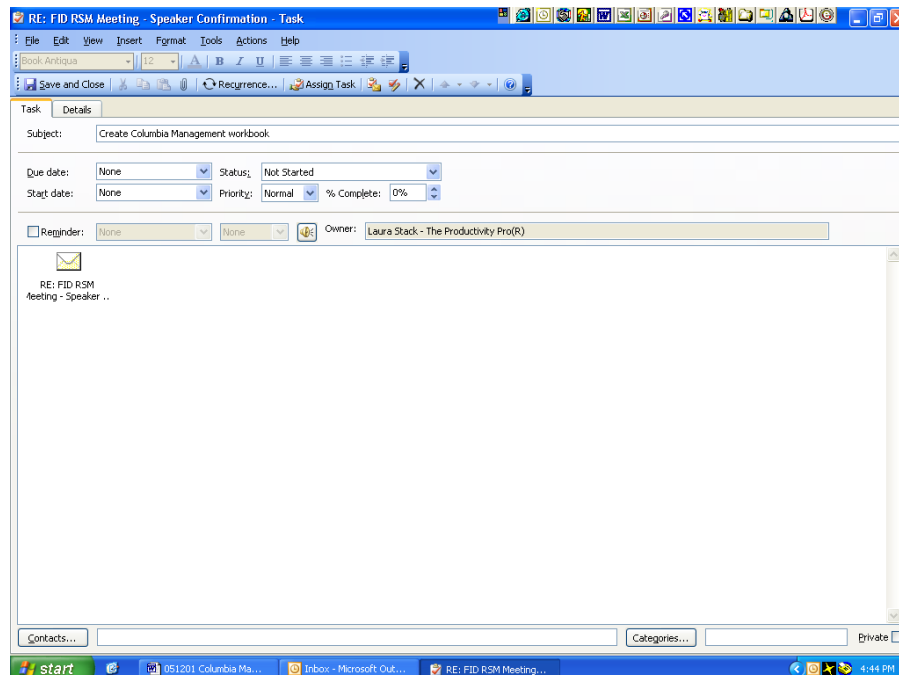 RE: FID RSM Meeting - Speaker Confirmation - Task
File Edit View Insert Format Tools Actions Help
Book Antiqua 12 A B I U
Save and Close Recurrence... Assign Task
Task Details
Subject: Create Columbia Management workbook
Due date: None Status: Not Started
Start date: None Priority: Normal % Complete: 0%
Reminder: None None Owner: Laura Stack - The Productivity Pro(R)
RE: FID RSM
Meeting - Speaker ..
Contacts... Categories... Private
start 051201 Columbia Ma... Inbox - Microsoft Out... RE: FID RSM Meeting... 4:44 PM